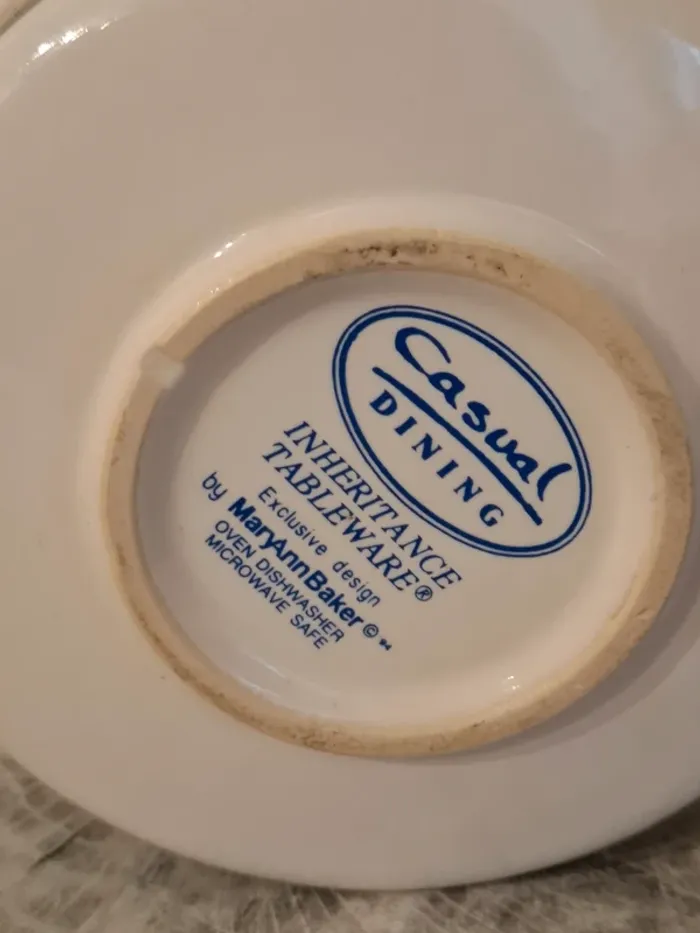 Casual
DINING
INHERITANCE
TABLEWARE®
Exclusive design
by MaryAnnBaker©
OVEN DISHWASHER
MICROWAVE SAFE